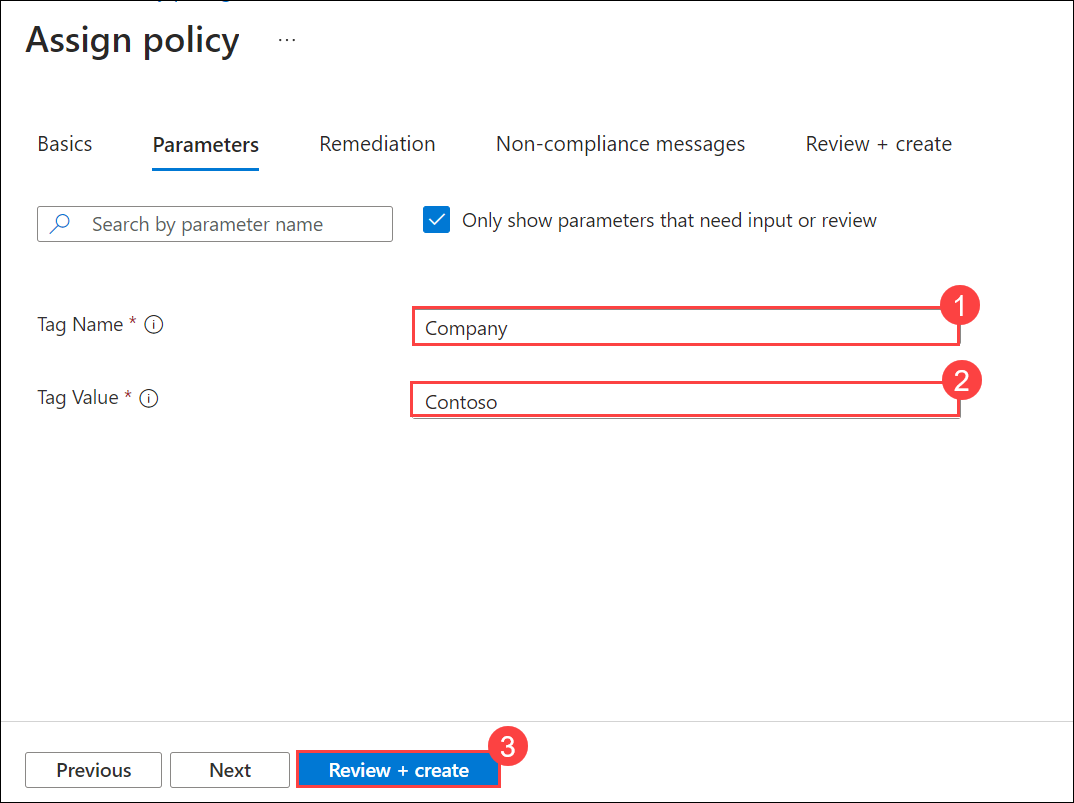 Assign policy ...
Basics Parameters Remediation Non-compliance messages Review + create
Search by parameter name Only show parameters that need input or review
1
Tag Name * i Company
2
Tag Value * i Contoso
3
Previous Next Review + create